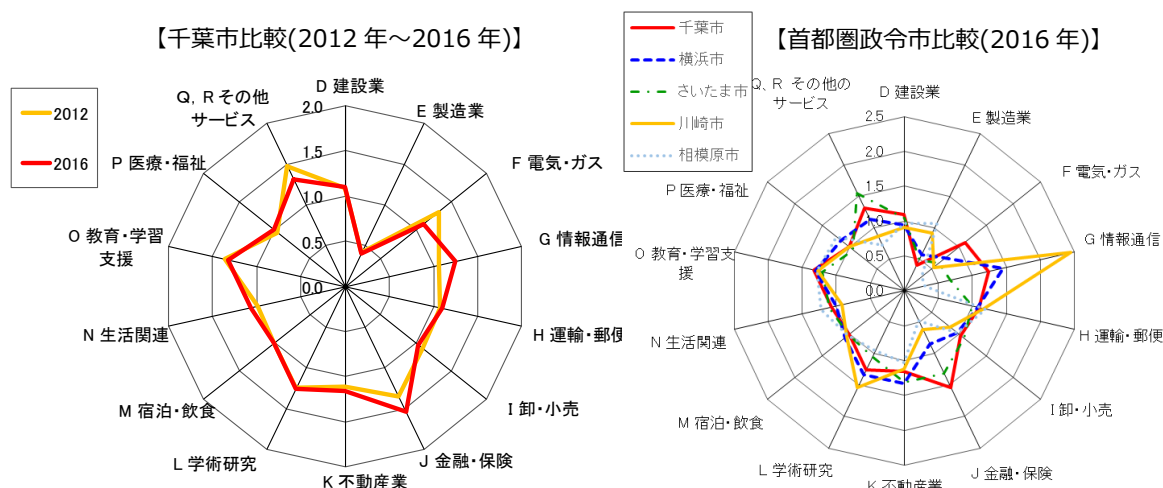 【千葉市比較(2012 年～2016 年)】
2012
2016
D 建設業
E 製造業
F 電気・ガス
G 情報通信
H 運輸・郵便
I 卸・小売
J 金融・保険
K 不動産業
L 学術研究
M 宿泊・飲食
N 生活関連
O 教育・学習
支援
P 医療・福祉
Q, R その他
サービス
2.0
1.5
1.0
0.5
0.0
【首都圏政令市比較(2016 年)】
千葉市
横浜市
さいたま市
川崎市
相模原市
D 建設業
E 製造業
F 電気・ガス
G 情報通信
H 運輸・郵便
I 卸・小売
J 金融・保険
K 不動産業
L 学術研究
M 宿泊・飲食
N 生活関連
O 教育・学習支
援
P 医療・福祉
Q, R その他の
サービス
2.5
2.0
1.5
1.0
0.5
0.0